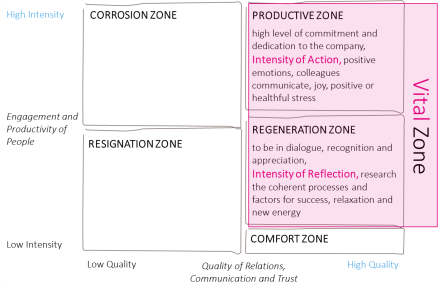 High Intensity
CORROSION ZONE
PRODUCTIVE ZONE
high level of commitment and
dedication to the company,
Intensity of Action, positive
emotions, colleagues
communicate, joy, positive or
healthful stress
Vital Zone
Engagement and
Productivity of
People
RESIGNATION ZONE
REGENERATION ZONE
to be in dialogue, recognition and
appreciation,
Intensity of Reflection, research
the coherent processes and
factors for success, relaxation and
new energy
Low Intensity
COMFORT ZONE
Low Quality
Quality of Relations,
Communication and Trust
High Quality